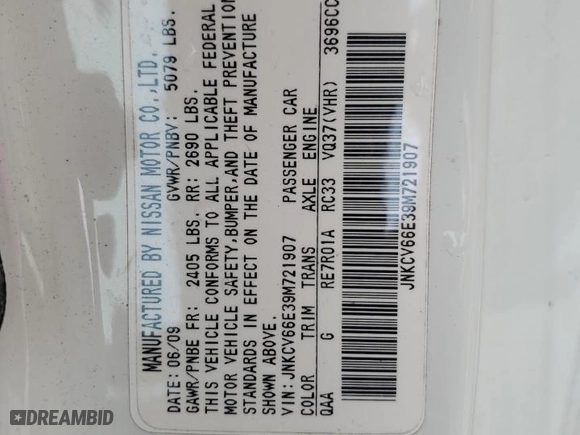 MANUFACTURED BY NISSAN MOTOR CO.,LTD.
DATE: 06/09 GVWR/PNBV: 5079 LBS.
GAWR/PNBE FR: 2405 LBS. RR: 2690 LBS.
THIS VEHICLE CONFORMS TO ALL APPLICABLE FEDERAL
MOTOR VEHICLE SAFETY,BUMPER,AND THEFT PREVENTION
STANDARDS IN EFFECT ON THE DATE OF MANUFACTURE
SHOWN ABOVE.
VIN: JNKCV66E39M721907 PASSENGER CAR
COLOR TRIM TRANS AXLE ENGINE
QAA G RE7R01A RC33 VQ37(VHR) 3696CC
JNKCV66E39M721907
DREAMBID